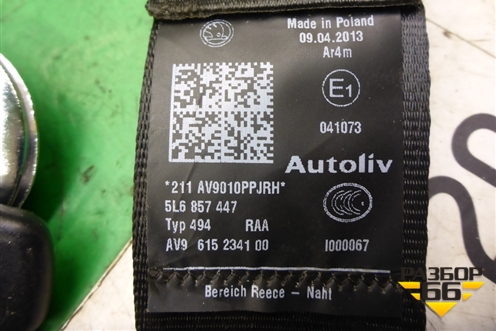 Made in Poland
09.04.2013
Ar4m
E1
041073
Autoliv
*211 AV9010PPJRH*
5L6 857 447
Typ 494 RAA
AV9 615 2341 00 I000067
Bereich Reece - Naht
РАЗБОР
66